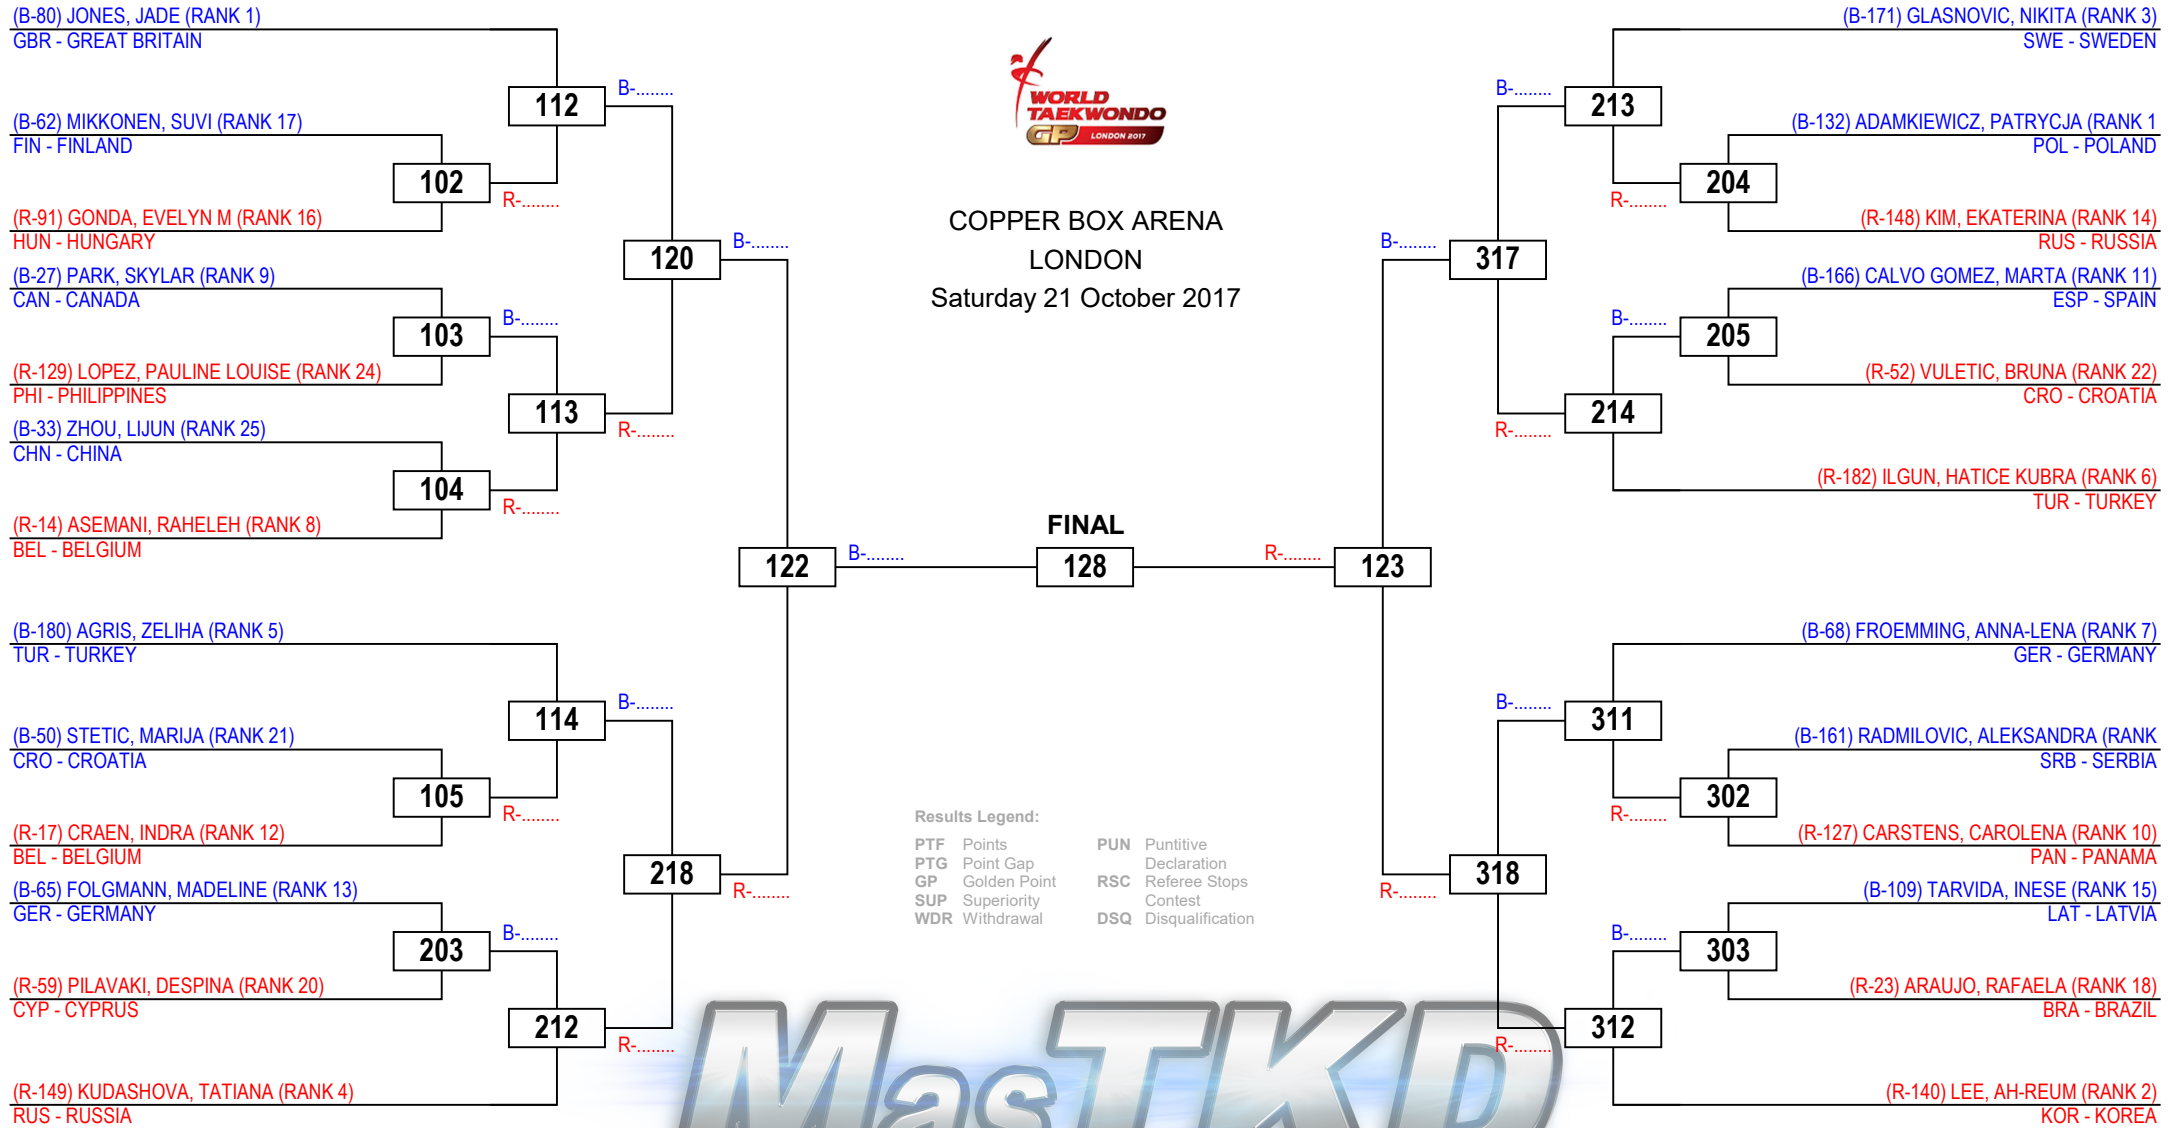 (B-80) JONES, JADE (RANK 1)
GBR - GREAT BRITAIN
(B-62) MIKKONEN, SUVI (RANK 17)
FIN - FINLAND
(R-91) GONDA, EVELYN M (RANK 16)
HUN - HUNGARY
(B-27) PARK, SKYLAR (RANK 9)
CAN - CANADA
(R-129) LOPEZ, PAULINE LOUISE (RANK 24)
PHI - PHILIPPINES
(B-33) ZHOU, LIJUN (RANK 25)
CHN - CHINA
(R-14) ASEMANI, RAHELEH (RANK 8)
BEL - BELGIUM
(B-180) AGRIS, ZELIHA (RANK 5)
TUR - TURKEY
(B-50) STETIC, MARIJA (RANK 21)
CRO - CROATIA
(R-17) CRAEN, INDRA (RANK 12)
BEL - BELGIUM
(B-65) FOLGMANN, MADELINE (RANK 13)
GER - GERMANY
(R-59) PILAVAKI, DESPINA (RANK 20)
CYP - CYPRUS
(R-149) KUDASHOVA, TATIANA (RANK 4)
RUS - RUSSIA
102
R-........
103
B-........
104
R-........
105
R-........
203
B-........
112
B-........
113
R-........
114
B-........
212
R-........
120
B-........
218
R-........
122
B-........
WORLD
TAEKWONDO
GP LONDON 2017
COPPER BOX ARENA
LONDON
Saturday 21 October 2017
FINAL
128
Results Legend:
PTF Points
PTG Point Gap
GP Golden Point
SUP Superiority
WDR Withdrawal
PUN Puntitive
Declaration
RSC Referee Stops
Contest
DSQ Disqualification
MasTKD
R-........
123
B-........
317
R-........
318
B-........
213
R-........
214
B-........
311
R-........
312
R-........
204
B-........
205
R-........
302
B-........
303
(B-171) GLASNOVIC, NIKITA (RANK 3)
SWE - SWEDEN
(B-132) ADAMKIEWICZ, PATRYCJA (RANK 1
POL - POLAND
(R-148) KIM, EKATERINA (RANK 14)
RUS - RUSSIA
(B-166) CALVO GOMEZ, MARTA (RANK 11)
ESP - SPAIN
(R-52) VULETIC, BRUNA (RANK 22)
CRO - CROATIA
(R-182) ILGUN, HATICE KUBRA (RANK 6)
TUR - TURKEY
(B-68) FROEMMING, ANNA-LENA (RANK 7)
GER - GERMANY
(B-161) RADMILOVIC, ALEKSANDRA (RANK
SRB - SERBIA
(R-127) CARSTENS, CAROLENA (RANK 10)
PAN - PANAMA
(B-109) TARVIDA, INESE (RANK 15)
LAT - LATVIA
(R-23) ARAUJO, RAFAELA (RANK 18)
BRA - BRAZIL
(R-140) LEE, AH-REUM (RANK 2)
KOR - KOREA